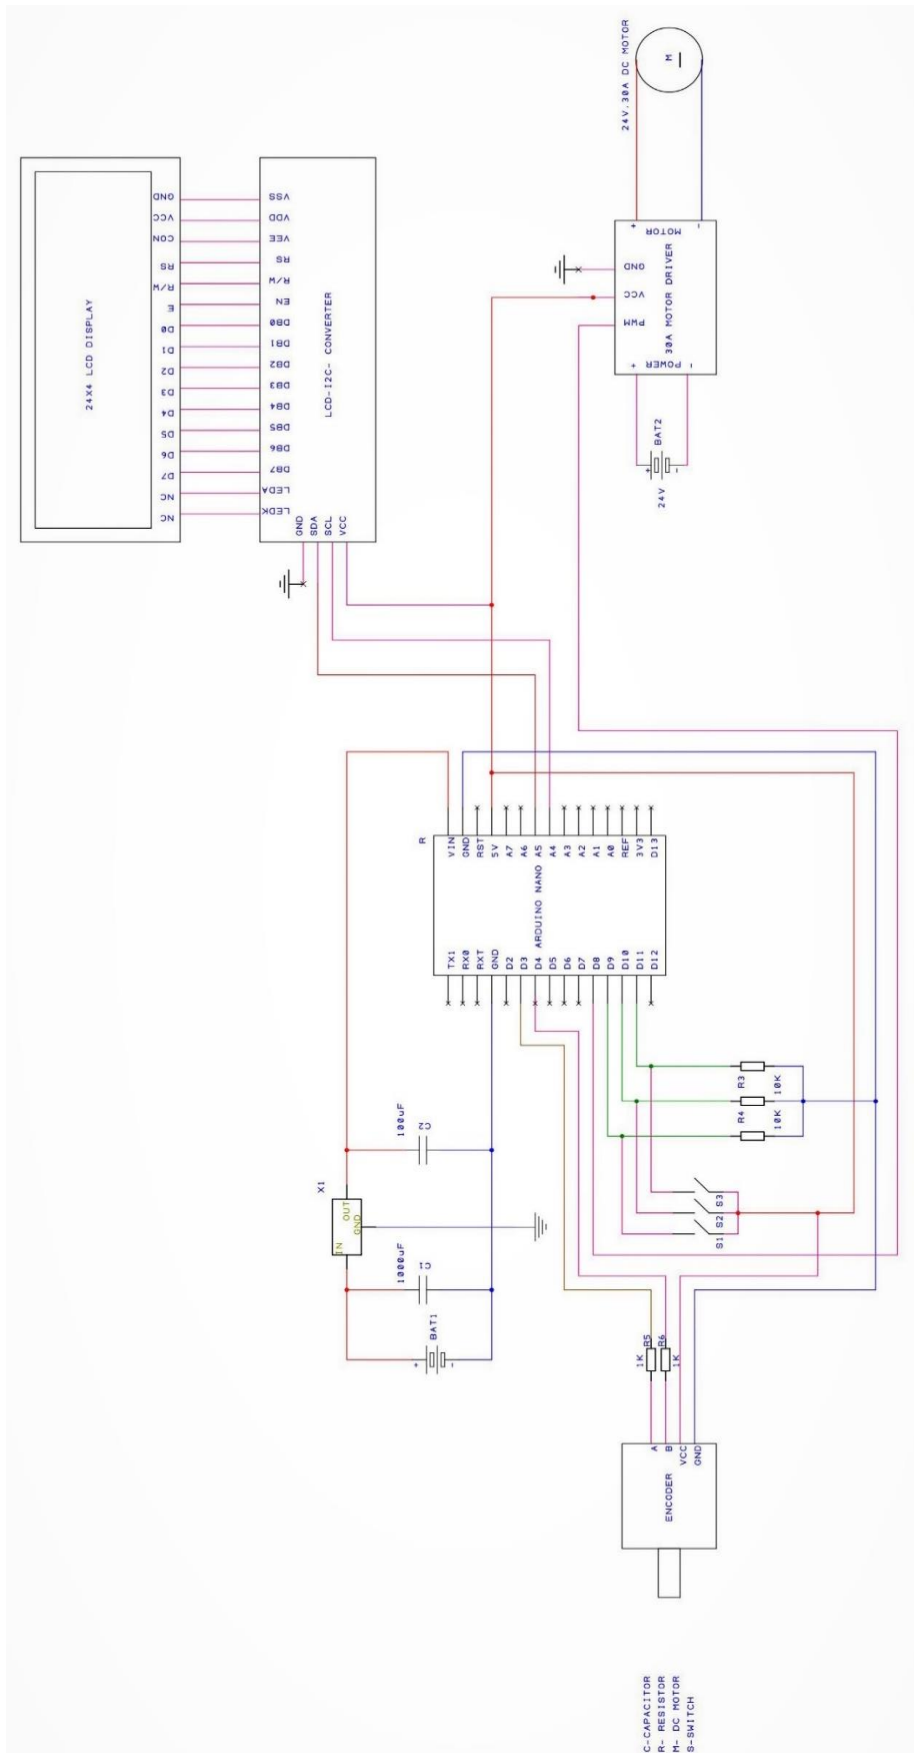 24V,30A DC MOTOR
M
+ MOTOR -
GND
VCC
PWM
30A MOTOR DRIVER
+ POWER -
BAT2
+ -
24V
24X4 LCD DISPLAY
GND
VCC
CON
RS
R/W
E
D0
D1
D2
D3
D4
D5
D6
D7
NC
NC
LCD-I2C- CONVERTER
VSS
VDD
VEE
RS
R/W
EN
DB0
DB1
DB2
DB3
DB4
DB5
DB6
DB7
LEDA
LEDK
GND
SDA
SCL
VCC
R
VIN
GND
RST
5V
A7
A6
A5
A4
A3
A2
A1
A0
REF
3V3
D13
ARDUINO NANO
TX1
RX0
RXT
GND
D2
D3
D4
D5
D6
D7
D8
D9
D10
D11
D12
100uF
C2
X1
IN
OUT
GND
1000uF
C1
BAT1
+ -
R3
10K
R4
10K
S3
S2
S1
R5
1K
R6
1K
A
B
VCC
GND
ENCODER
C-CAPACITOR
R- RESISTOR
M- DC MOTOR
S-SWITCH